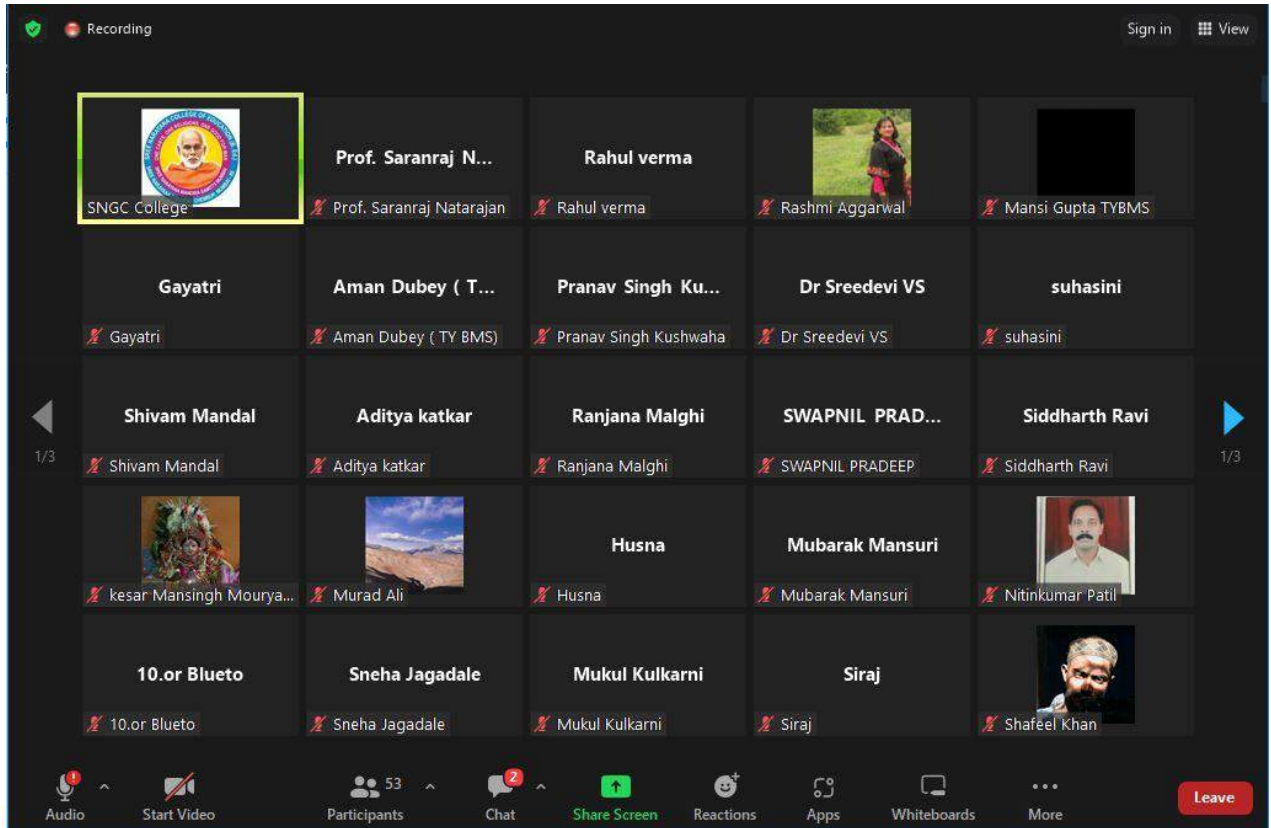 Recording
Sign in
View
SNGC College
Prof. Saranraj N...
Prof. Saranraj Natarajan
Rahul verma
Rahul verma
Rashmi Aggarwal
Mansi Gupta TYBMS
Gayatri
Gayatri
Aman Dubey ( T...
Aman Dubey ( TY BMS)
Pranav Singh Ku...
Pranav Singh Kushwaha
Dr Sreedevi VS
Dr Sreedevi VS
suhasini
suhasini
Shivam Mandal
Shivam Mandal
Aditya katkar
Aditya katkar
Ranjana Malghi
Ranjana Malghi
SWAPNIL PRAD...
SWAPNIL PRADEEP
Siddharth Ravi
Siddharth Ravi
1/3
1/3
kesar Mansingh Mourya...
Murad Ali
Husna
Husna
Mubarak Mansuri
Mubarak Mansuri
Nitinkumar Patil
10.or Blueto
10.or Blueto
Sneha Jagadale
Sneha Jagadale
Mukul Kulkarni
Mukul Kulkarni
Siraj
Siraj
Shafeel Khan
Audio
Start Video
53
Participants
2
Chat
Share Screen
Reactions
Apps
Whiteboards
More
Leave